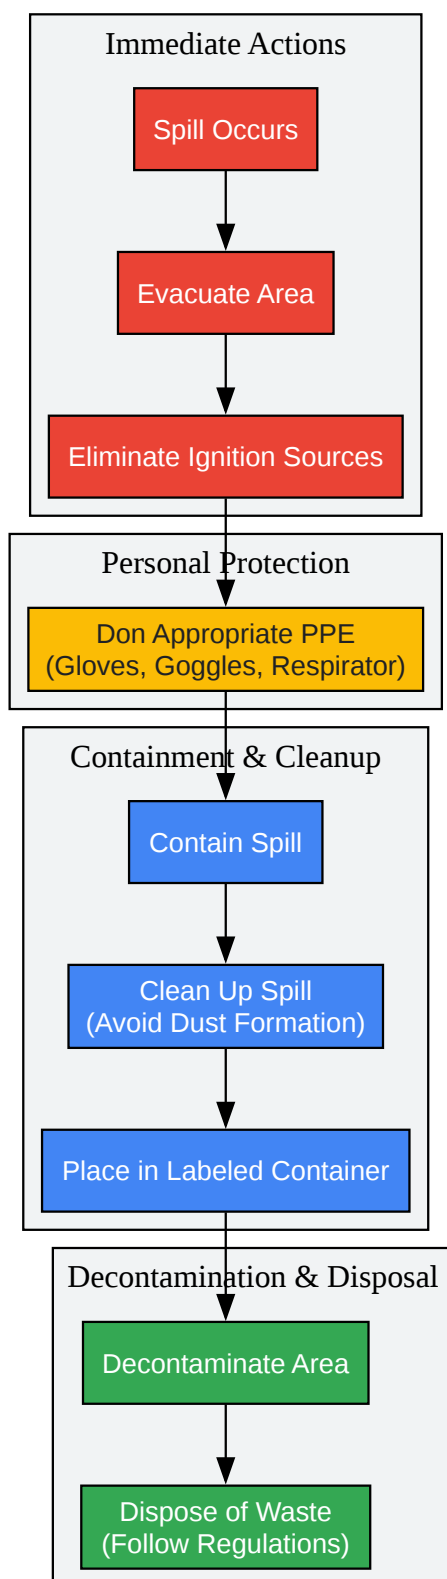 Immediate Actions
Spill Occurs
Evacuate Area
Eliminate Ignition Sources
Personal Protection
Don Appropriate PPE
(Gloves, Goggles, Respirator)
Containment & Cleanup
Contain Spill
Clean Up Spill
(Avoid Dust Formation)
Place in Labeled Container
Decontamination & Disposal
Decontaminate Area
Dispose of Waste
(Follow Regulations)